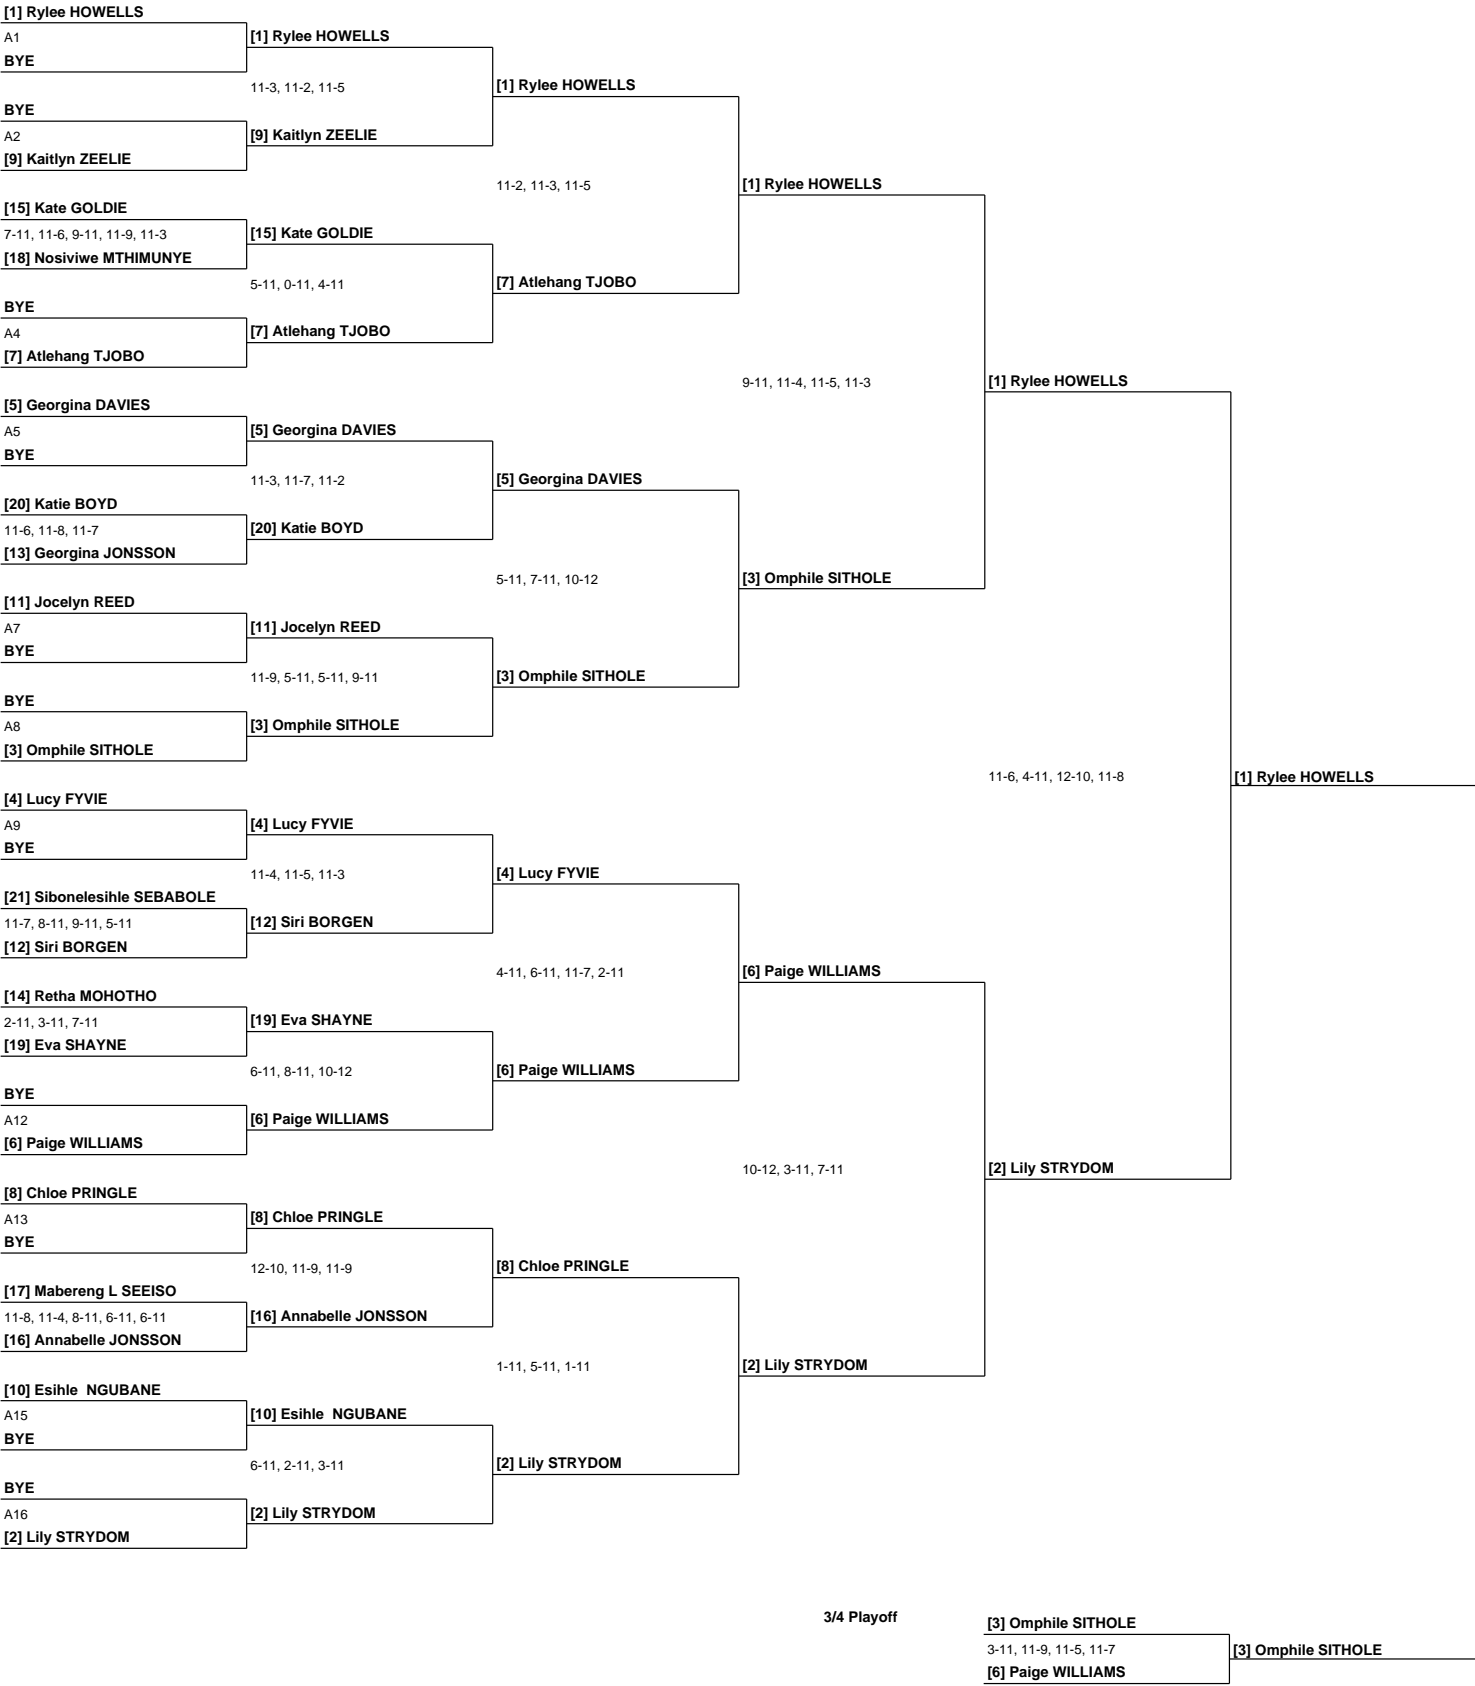 [1] Rylee HOWELLS
A1
BYE
BYE
A2
[9] Kaitlyn ZEELIE
[15] Kate GOLDIE
7-11, 11-6, 9-11, 11-9, 11-3
[18] Nosiviwe MTHIMUNYE
BYE
A4
[7] Atlehang TJOBO
[5] Georgina DAVIES
A5
BYE
[20] Katie BOYD
11-6, 11-8, 11-7
[13] Georgina JONSSON
[11] Jocelyn REED
A7
BYE
BYE
A8
[3] Omphile SITHOLE
[4] Lucy FYVIE
A9
BYE
[21] Sibonelesihle SEBABOLE
11-7, 8-11, 9-11, 5-11
[12] Siri BORGEN
[14] Retha MOHOTHO
2-11, 3-11, 7-11
[19] Eva SHAYNE
BYE
A12
[6] Paige WILLIAMS
[8] Chloe PRINGLE
A13
BYE
[17] Mabereng L SEEISO
11-8, 11-4, 8-11, 6-11, 6-11
[16] Annabelle JONSSON
[10] Esihle  NGUBANE
A15
BYE
BYE
A16
[2] Lily STRYDOM
[1] Rylee HOWELLS
11-3, 11-2, 11-5
[9] Kaitlyn ZEELIE
[15] Kate GOLDIE
5-11, 0-11, 4-11
[7] Atlehang TJOBO
[5] Georgina DAVIES
11-3, 11-7, 11-2
[20] Katie BOYD
[11] Jocelyn REED
11-9, 5-11, 5-11, 9-11
[3] Omphile SITHOLE
[4] Lucy FYVIE
11-4, 11-5, 11-3
[12] Siri BORGEN
[19] Eva SHAYNE
6-11, 8-11, 10-12
[6] Paige WILLIAMS
[8] Chloe PRINGLE
12-10, 11-9, 11-9
[16] Annabelle JONSSON
[10] Esihle  NGUBANE
6-11, 2-11, 3-11
[2] Lily STRYDOM
[1] Rylee HOWELLS
11-2, 11-3, 11-5
[7] Atlehang TJOBO
[5] Georgina DAVIES
5-11, 7-11, 10-12
[3] Omphile SITHOLE
[4] Lucy FYVIE
4-11, 6-11, 11-7, 2-11
[6] Paige WILLIAMS
[8] Chloe PRINGLE
1-11, 5-11, 1-11
[2] Lily STRYDOM
[1] Rylee HOWELLS
9-11, 11-4, 11-5, 11-3
[3] Omphile SITHOLE
[6] Paige WILLIAMS
10-12, 3-11, 7-11
[2] Lily STRYDOM
[1] Rylee HOWELLS
11-6, 4-11, 12-10, 11-8
[2] Lily STRYDOM
[1] Rylee HOWELLS
3/4 Playoff
[3] Omphile SITHOLE
3-11, 11-9, 11-5, 11-7
[6] Paige WILLIAMS
[3] Omphile SITHOLE